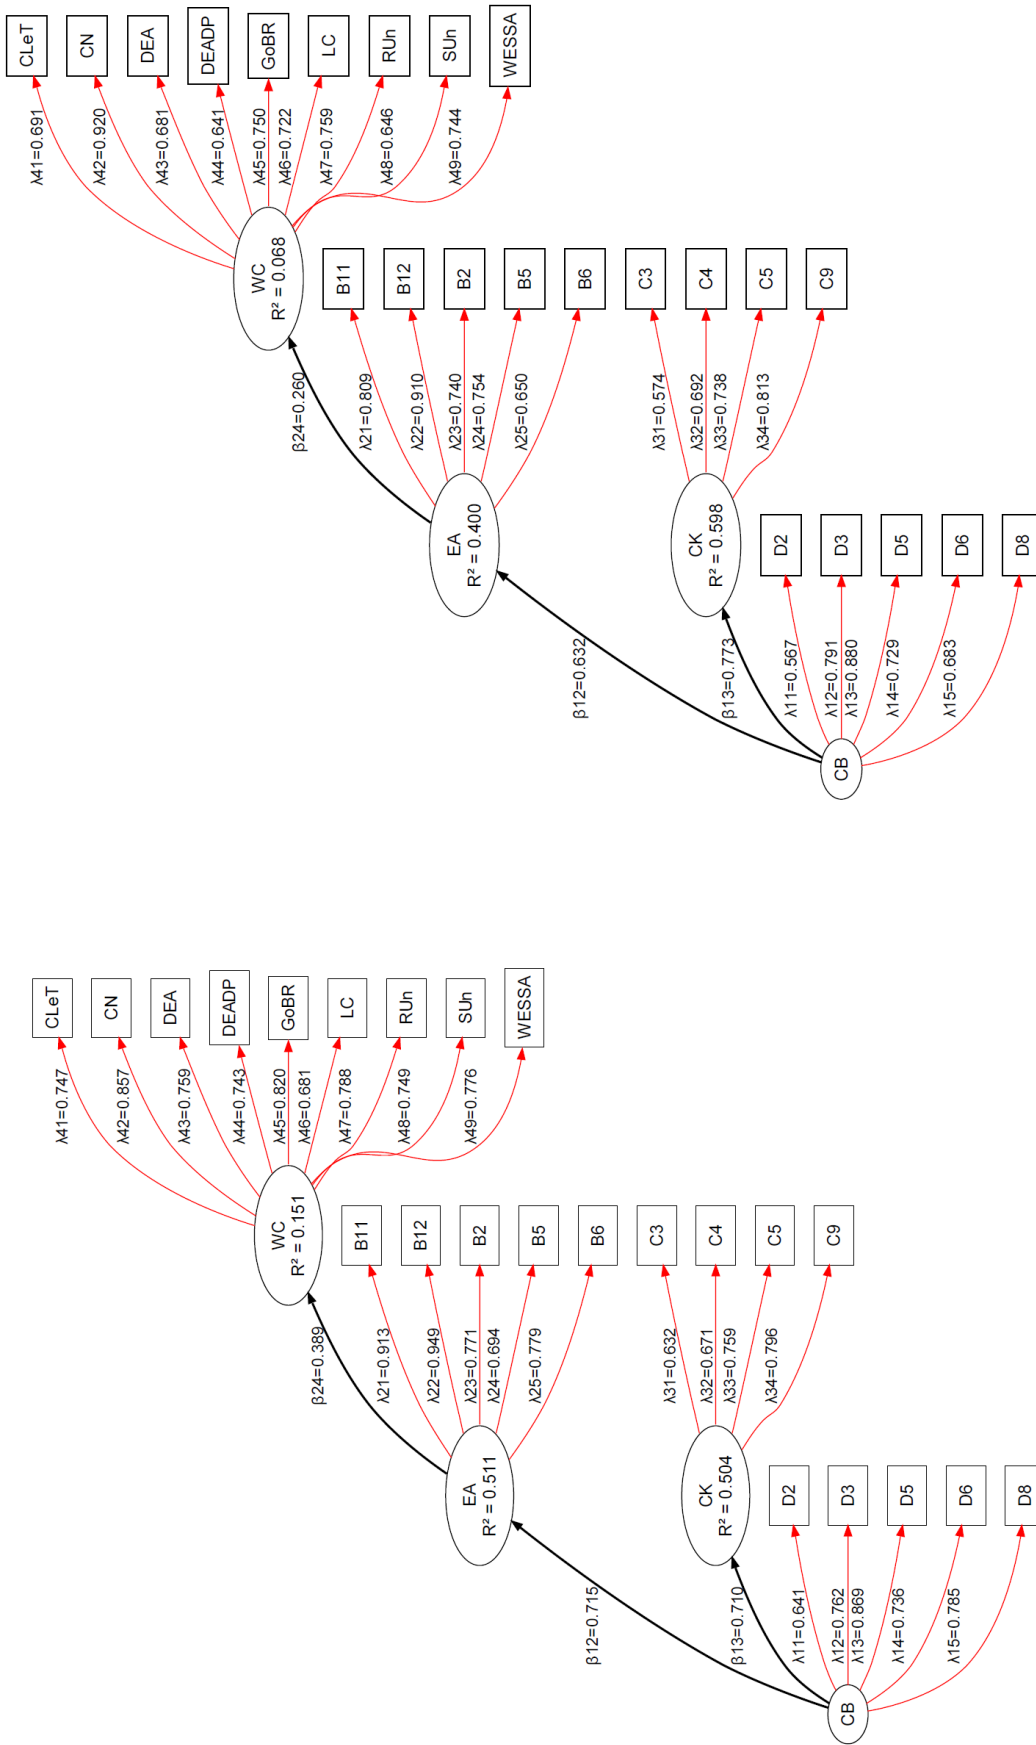 CLeT
CN
DEA
DEADP
GoBR
LC
RUn
SUn
WESSA
λ41=0.691
λ42=0.920
λ43=0.681
λ44=0.641
λ45=0.750
λ46=0.722
λ47=0.759
λ48=0.646
λ49=0.744
WC
R² = 0.068
B11
B12
B2
B5
B6
C3
C4
C5
C9
β24=0.260
λ21=0.809
λ22=0.910
λ23=0.740
λ24=0.754
λ25=0.650
λ31=0.574
λ32=0.692
λ33=0.738
λ34=0.813
EA
R² = 0.400
CK
R² = 0.598
D2
D3
D5
D6
D8
β12=0.632
β13=0.773
λ11=0.567
λ12=0.791
λ13=0.880
λ14=0.729
λ15=0.683
CB
CLeT
CN
DEA
DEADP
GoBR
LC
RUn
SUn
WESSA
λ41=0.747
λ42=0.857
λ43=0.759
λ44=0.743
λ45=0.820
λ46=0.681
λ47=0.788
λ48=0.749
λ49=0.776
WC
R² = 0.151
B11
B12
B2
B5
B6
C3
C4
C5
C9
β24=0.389
λ21=0.913
λ22=0.949
λ23=0.771
λ24=0.694
λ25=0.779
λ31=0.632
λ32=0.671
λ33=0.759
λ34=0.796
EA
R² = 0.511
CK
R² = 0.504
D2
D3
D5
D6
D8
β12=0.715
β13=0.710
λ11=0.641
λ12=0.762
λ13=0.869
λ14=0.736
λ15=0.785
CB